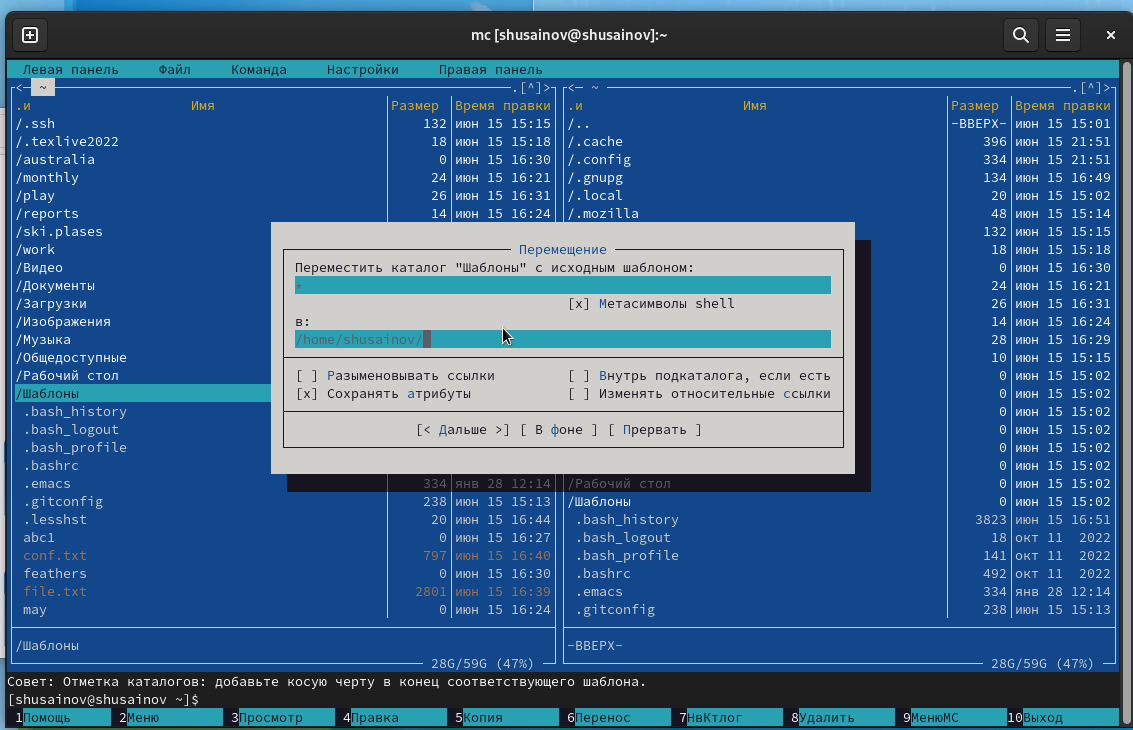 mc [shusainov@shusainov]:~
Левая панель Файл Команда Настройки Правая панель
<─ ~ .[^]> <─ ~ .[^]>
.и Имя Размер Время правки .и Имя Размер Время правки
/.ssh 132 июн 15 15:15 /.. -ВВЕРХ- июн 15 15:01
/.texlive2022 18 июн 15 15:18 /.cache 396 июн 15 21:51
/australia 0 июн 15 16:30 /.config 334 июн 15 21:51
/monthly 24 июн 15 16:21 /.gnupg 134 июн 15 16:49
/play 26 июн 15 16:31 /.local 20 июн 15 15:02
/reports 14 июн 15 16:24 /.mozilla 48 июн 15 15:14
/ski.plases 132 июн 15 15:15
/work Перемещение 18 июн 15 15:18
/Видео Переместить каталог "Шаблоны" с исходным шаблоном: 0 июн 15 16:30
/Документы * 24 июн 15 16:21
/Загрузки [x] Метасимволы shell 26 июн 15 16:31
/Изображения в: 14 июн 15 16:24
/Музыка /home/shusainov/ 28 июн 15 16:29
/Общедоступные 10 июн 15 15:15
/Рабочий стол [ ] Разыменовывать ссылки [ ] Внутрь подкаталога, если есть 0 июн 15 15:02
/Шаблоны [x] Сохранять атрибуты [ ] Изменять относительные ссылки 0 июн 15 15:02
.bash_history 0 июн 15 15:02
.bash_logout [< Дальше >] [ В фоне ] [ Прервать ] 0 июн 15 15:02
.bash_profile 0 июн 15 15:02
.bashrc 0 июн 15 15:02
.emacs 334 янв 28 12:14 /Рабочий стол 0 июн 15 15:02
.gitconfig 238 июн 15 15:13 /Шаблоны 0 июн 15 15:02
.lesshst 20 июн 15 16:44 .bash_history 3823 июн 15 16:51
abc1 0 июн 15 16:27 .bash_logout 18 окт 11 2022
conf.txt 797 июн 15 16:40 .bash_profile 141 окт 11 2022
feathers 0 июн 15 16:30 .bashrc 492 окт 11 2022
file.txt 2801 июн 15 16:39 .emacs 334 янв 28 12:14
may 0 июн 15 16:24 .gitconfig 238 июн 15 15:13
/Шаблоны -ВВЕРХ-
28G/59G (47%) 28G/59G (47%)
Совет: Отметка каталогов: добавьте косую черту в конец соответствующего шаблона.
[shusainov@shusainov ~]$
1Помощь 2Меню 3Просмотр 4Правка 5Копия 6Перенос 7НвКтлог 8Удалить 9МенюМС 10Выход